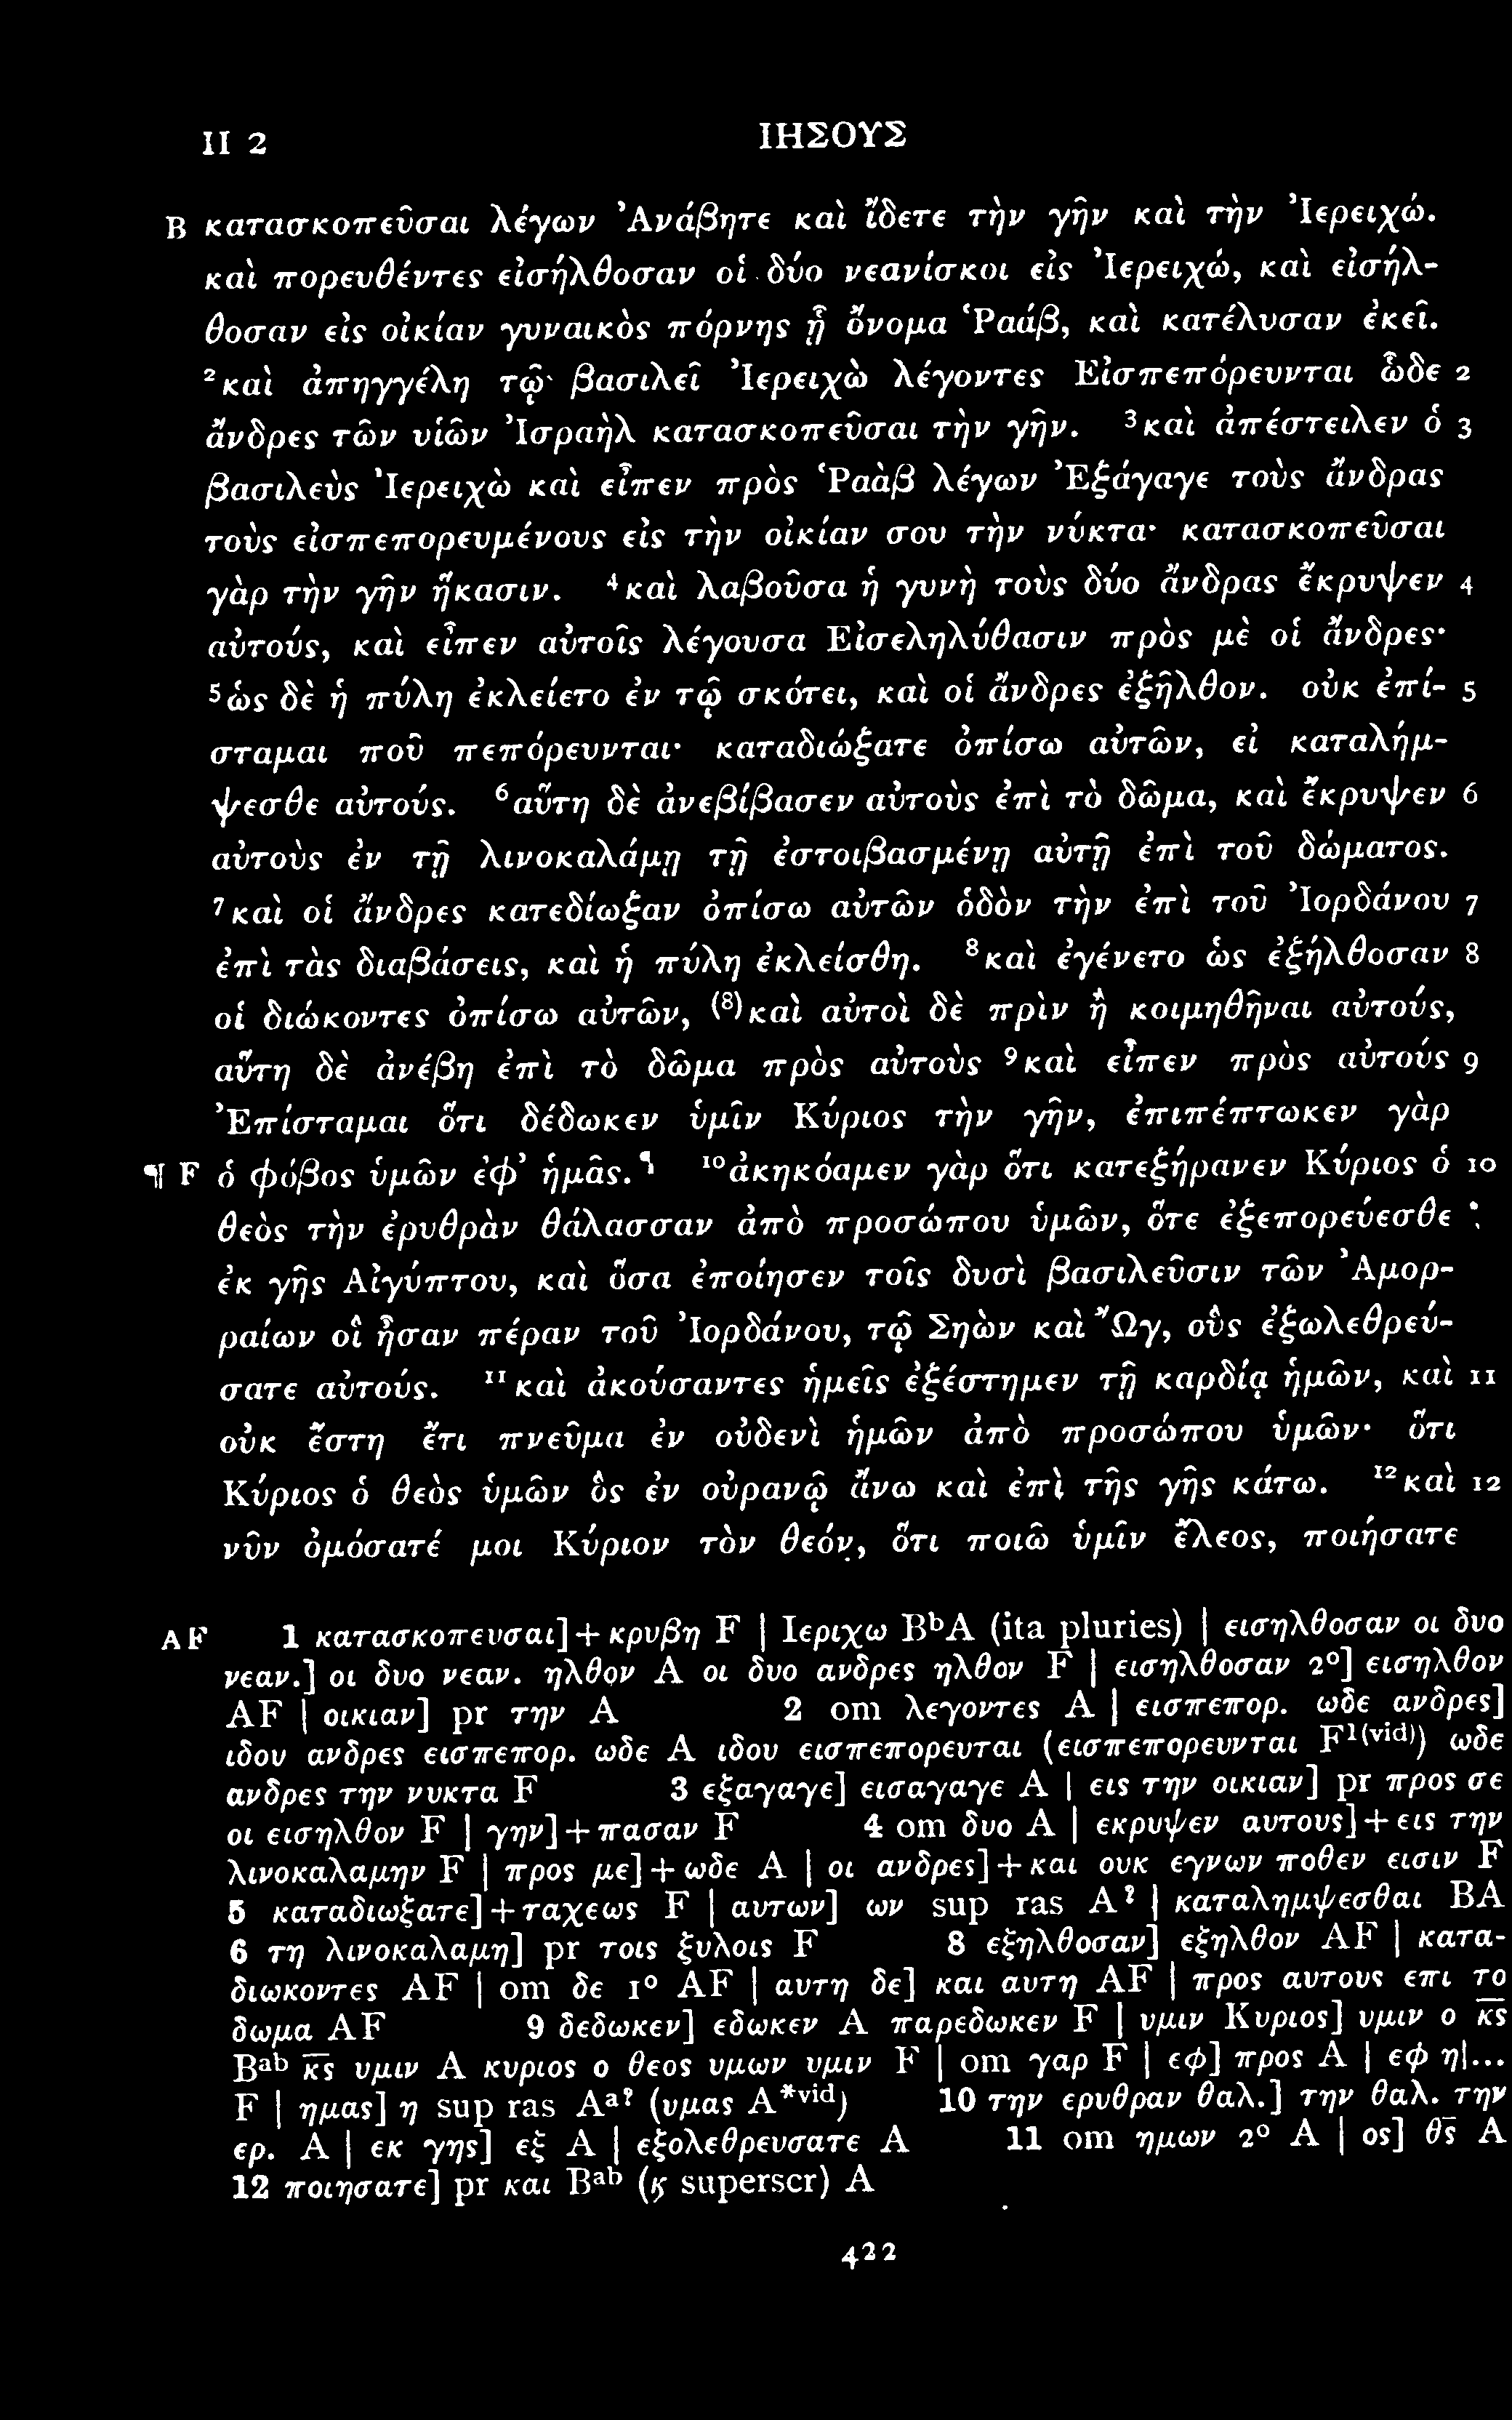 II 2 ΙΗΣΟΥΣ
B κατασκοπεῦσαι λέγων Ἀνάβητε καὶ ἴδετε τὴν γῆν καὶ τὴν Ἰερειχώ.
καὶ πορευθέντες εἰσήλθοσαν οἱ δύο νεανίσκοι εἰς Ἰερειχώ, καὶ εἰσήλ-
θοσαν εἰς οἰκίαν γυναικὸς πόρνης ᾗ ὄνομα Ῥαάβ, καὶ κατέλυσαν ἐκεῖ.
²καὶ ἀπηγγέλη τῷ βασιλεῖ Ἰερειχὼ λέγοντες Εἰσπεπόρευνται ὧδε 2
ἄνδρες τῶν υἱῶν Ἰσραὴλ κατασκοπεῦσαι τὴν γῆν. ³καὶ ἀπέστειλεν ὁ 3
βασιλεὺς Ἰερειχὼ καὶ εἶπεν πρὸς Ῥαὰβ λέγων Ἐξάγαγε τοὺς ἄνδρας
τοὺς εἰσπεπορευμένους εἰς τὴν οἰκίαν σου τὴν νύκτα· κατασκοπεῦσαι
γὰρ τὴν γῆν ἥκασιν. ⁴καὶ λαβοῦσα ἡ γυνὴ τοὺς δύο ἄνδρας ἔκρυψεν 4
αὐτούς, καὶ εἶπεν αὐτοῖς λέγουσα Εἰσεληλύθασιν πρὸς μὲ οἱ ἄνδρες·
⁵ὡς δὲ ἡ πύλη ἐκλείετο ἐν τῷ σκότει, καὶ οἱ ἄνδρες ἐξῆλθον. οὐκ ἐπί- 5
σταμαι ποῦ πεπόρευνται· καταδιώξατε ὀπίσω αὐτῶν, εἰ καταλήμ-
ψεσθε αὐτούς. ⁶αὕτη δὲ ἀνεβίβασεν αὐτοὺς ἐπὶ τὸ δῶμα, καὶ ἔκρυψεν 6
αὐτοὺς ἐν τῇ λινοκαλάμῃ τῇ ἐστοιβασμένῃ αὐτῇ ἐπὶ τοῦ δώματος.
⁷καὶ οἱ ἄνδρες κατεδίωξαν ὀπίσω αὐτῶν ὁδὸν τὴν ἐπὶ τοῦ Ἰορδάνου 7
ἐπὶ τὰς διαβάσεις, καὶ ἡ πύλη ἐκλείσθη. ⁸καὶ ἐγένετο ὡς ἐξήλθοσαν 8
οἱ διώκοντες ὀπίσω αὐτῶν, ⁽⁸⁾καὶ αὐτοὶ δὲ πρὶν ἢ κοιμηθῆναι αὐτούς,
αὕτη δὲ ἀνέβη ἐπὶ τὸ δῶμα πρὸς αὐτοὺς ⁹καὶ εἶπεν πρὸς αὐτούς 9
Ἐπίσταμαι ὅτι δέδωκεν ὑμῖν Κύριος τὴν γῆν, ἐπιπέπτωκεν γὰρ
¶ F ὁ φόβος ὑμῶν ἐφ’ ἡμᾶς.¶ ¹⁰ἀκηκόαμεν γὰρ ὅτι κατεξήρανεν Κύριος ὁ 10
θεὸς τὴν ἐρυθρὰν θάλασσαν ἀπὸ προσώπου ὑμῶν, ὅτε ἐξεπορεύεσθε
ἐκ γῆς Αἰγύπτου, καὶ ὅσα ἐποίησεν τοῖς δυσὶ βασιλεῦσιν τῶν Ἀμορ-
ραίων οἳ ἦσαν πέραν τοῦ Ἰορδάνου, τῷ Σηὼν καὶ Ὤγ, οὓς ἐξωλεθρεύ-
σατε αὐτούς. ¹¹καὶ ἀκούσαντες ἡμεῖς ἐξέστημεν τῇ καρδίᾳ ἡμῶν, καὶ 11
οὐκ ἔστη ἔτι πνεῦμα ἐν οὐδενὶ ἡμῶν ἀπὸ προσώπου ὑμῶν· ὅτι
Κύριος ὁ θεὸς ὑμῶν ὃς ἐν οὐρανῷ ἄνω καὶ ἐπὶ τῆς γῆς κάτω. ¹²καὶ 12
νῦν ὀμόσατέ μοι Κύριον τὸν θεόν, ὅτι ποιῶ ὑμῖν ἔλεος, ποιήσατε
AF 1 κατασκοπευσαι]+κρυβη F | Ιεριχω BᵇA (ita pluries) | εισηλθοσαν οι δυο
νεαν.] οι δυο νεαν. ηλθον A οι δυο ανδρες ηλθον F | εισηλθοσαν 2°] εισηλθον
AF | οικιαν] pr την A 2 om λεγοντες A | εισπεπορ. ωδε ανδρες]
ιδου ανδρες εισπεπορ. ωδε A ιδου εισπεπορευται (εισπεπορευνται F¹⁽ᵛⁱᵈ⁾) ωδε
ανδρες την νυκτα F 3 εξαγαγε] εισαγαγε A | εις την οικιαν] pr προς σε
οι εισηλθον F | γην]+πασαν F 4 om δυο A | εκρυψεν αυτους]+εις την
λινοκαλαμην F | προς με]+ωδε A | οι ανδρες]+και ουκ εγνων ποθεν εισιν F
5 καταδιωξατε]+ταχεως F | αυτων] ων sup ras A? | καταλημψεσθαι BA
6 τη λινοκαλαμη] pr τοις ξυλοις F 8 εξηλθοσαν] εξηλθον AF | κατα-
διωκοντες AF | om δε 1° AF | αυτη δε] και αυτη AF | προς αυτους επι το
δωμα AF 9 δεδωκεν] εδωκεν A παρεδωκεν F | υμιν Κυριος] υμιν ο κ̅ς̅
Bᵃᵇ κ̅ς̅ υμιν A κυριος ο θεος υμων υμιν F | om γαρ F | εφ] προς A | εφ η|...
F | ημας] η sup ras Aᵃ? (υμας A*ᵛⁱᵈ) 10 την ερυθραν θαλ.] την θαλ. την
ερ. A | εκ γης] εξ A | εξολεθρευσατε A 11 om ημων 2° A | ος] θ̅ς̅ A
12 ποιησατε] pr και Bᵃᵇ (ϗ superscr) A
422